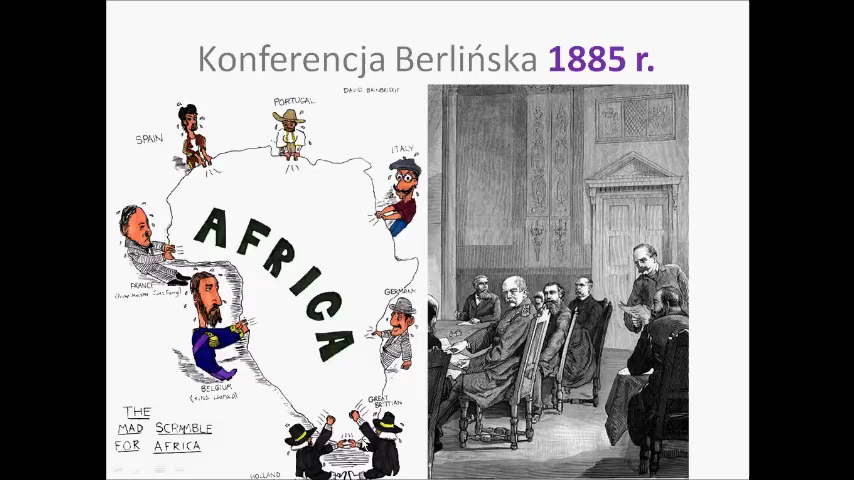 Konferencja Berlińska 1885 r.
DAVID BAINBRIDGE
PORTUGAL
SPAIN
ITALY
AFRICA
FRANCE
GERMANY
BELGIUM
(KING LEOPOLD)
GREAT
BRITTIAN
THE
MAD SCRAMBLE
FOR AFRICA
HOLLAND